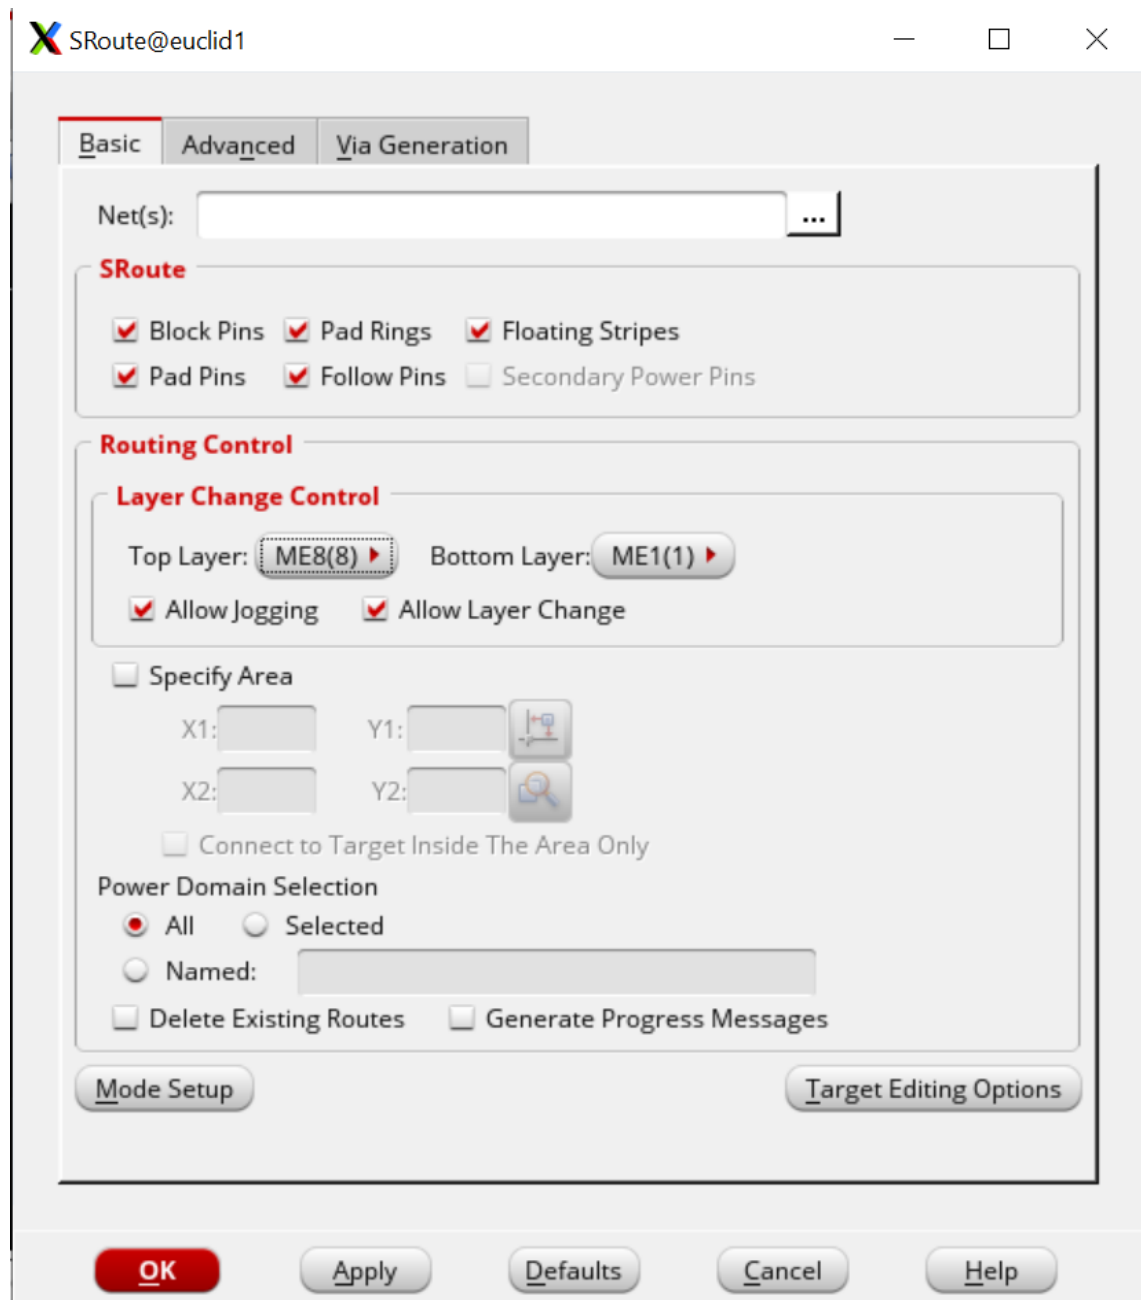 SRoute@euclid1
Basic Advanced Via Generation
Net(s): ...
SRoute
Block Pins Pad Rings Floating Stripes
Pad Pins Follow Pins Secondary Power Pins
Routing Control
Layer Change Control
Top Layer: ME8(8) Bottom Layer: ME1(1)
Allow Jogging Allow Layer Change
Specify Area
X1: Y1:
X2: Y2:
Connect to Target Inside The Area Only
Power Domain Selection
All Selected
Named:
Delete Existing Routes Generate Progress Messages
Mode Setup Target Editing Options
OK Apply Defaults Cancel Help